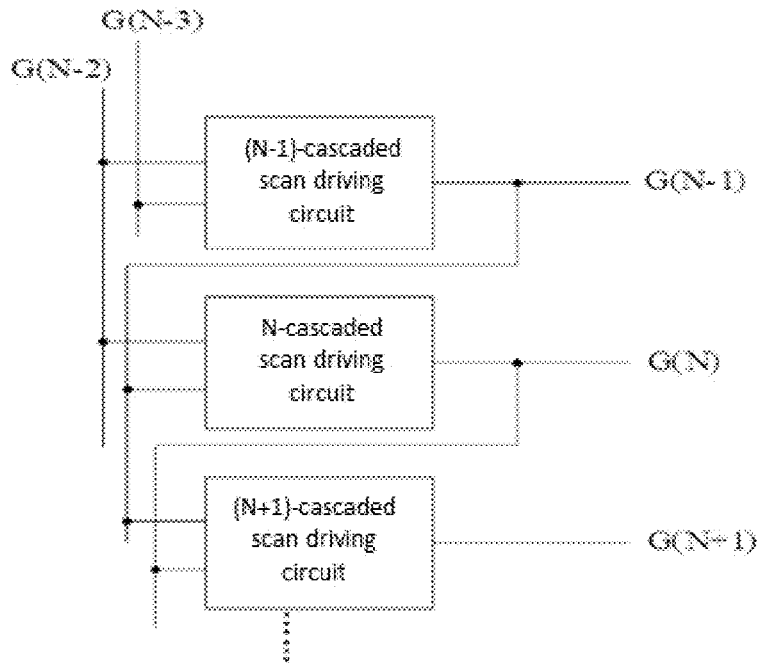 G(N-3)
G(N-2)
(N-1)-cascaded
scan driving
circuit
G(N-1)
N-cascaded
scan driving
circuit
G(N)
(N+1)-cascaded
scan driving
circuit
G(N+1)